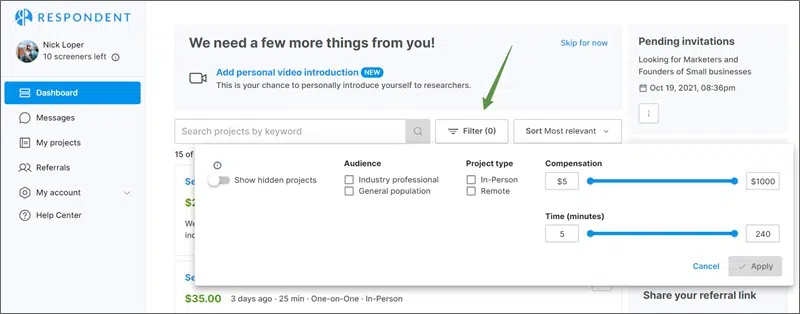 RESPONDENT
Nick Loper
10 screeners left
Dashboard
Messages
My projects
Referrals
My account
Help Center
We need a few more things from you!
Skip for now
Add personal video introduction NEW
This is your chance to personally introduce yourself to researchers.
Search projects by keyword
Filter (0)
Sort Most relevant
15 of
Show hidden projects
Audience
Industry professional
General population
Project type
In-Person
Remote
Compensation
$5
$1000
Time (minutes)
5
240
Cancel
Apply
Se
$2
We
inc
Se
$35.00 3 days ago · 25 min · One-on-One · In-Person
Pending invitations
Looking for Marketers and
Founders of Small businesses
Oct 19, 2021, 08:36pm
Share your referral link